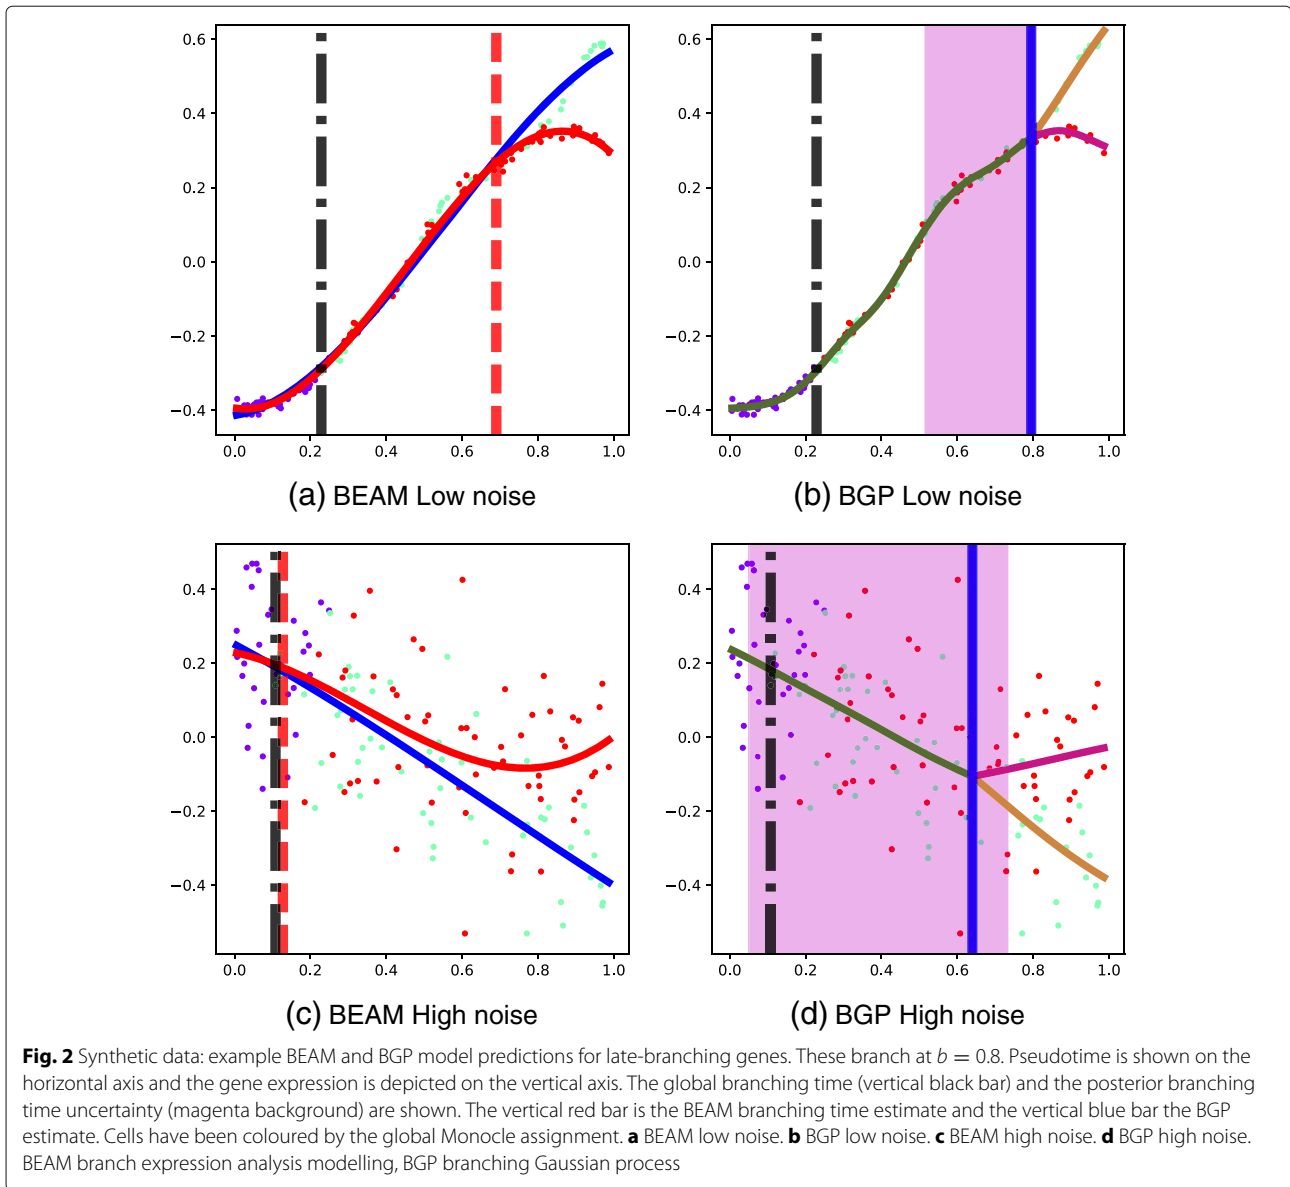 0.6
0.4
0.2
0.0
−0.2
−0.4
0.0 0.2 0.4 0.6 0.8 1.0
(a) BEAM Low noise
0.6
0.4
0.2
0.0
−0.2
−0.4
0.0 0.2 0.4 0.6 0.8 1.0
(b) BGP Low noise
0.4
0.2
0.0
−0.2
−0.4
0.0 0.2 0.4 0.6 0.8 1.0
(c) BEAM High noise
0.4
0.2
0.0
−0.2
−0.4
0.0 0.2 0.4 0.6 0.8 1.0
(d) BGP High noise
Fig. 2 Synthetic data: example BEAM and BGP model predictions for late-branching genes. These branch at b = 0.8. Pseudotime is shown on the
horizontal axis and the gene expression is depicted on the vertical axis. The global branching time (vertical black bar) and the posterior branching
time uncertainty (magenta background) are shown. The vertical red bar is the BEAM branching time estimate and the vertical blue bar the BGP
estimate. Cells have been coloured by the global Monocle assignment. a BEAM low noise. b BGP low noise. c BEAM high noise. d BGP high noise.
BEAM branch expression analysis modelling, BGP branching Gaussian process